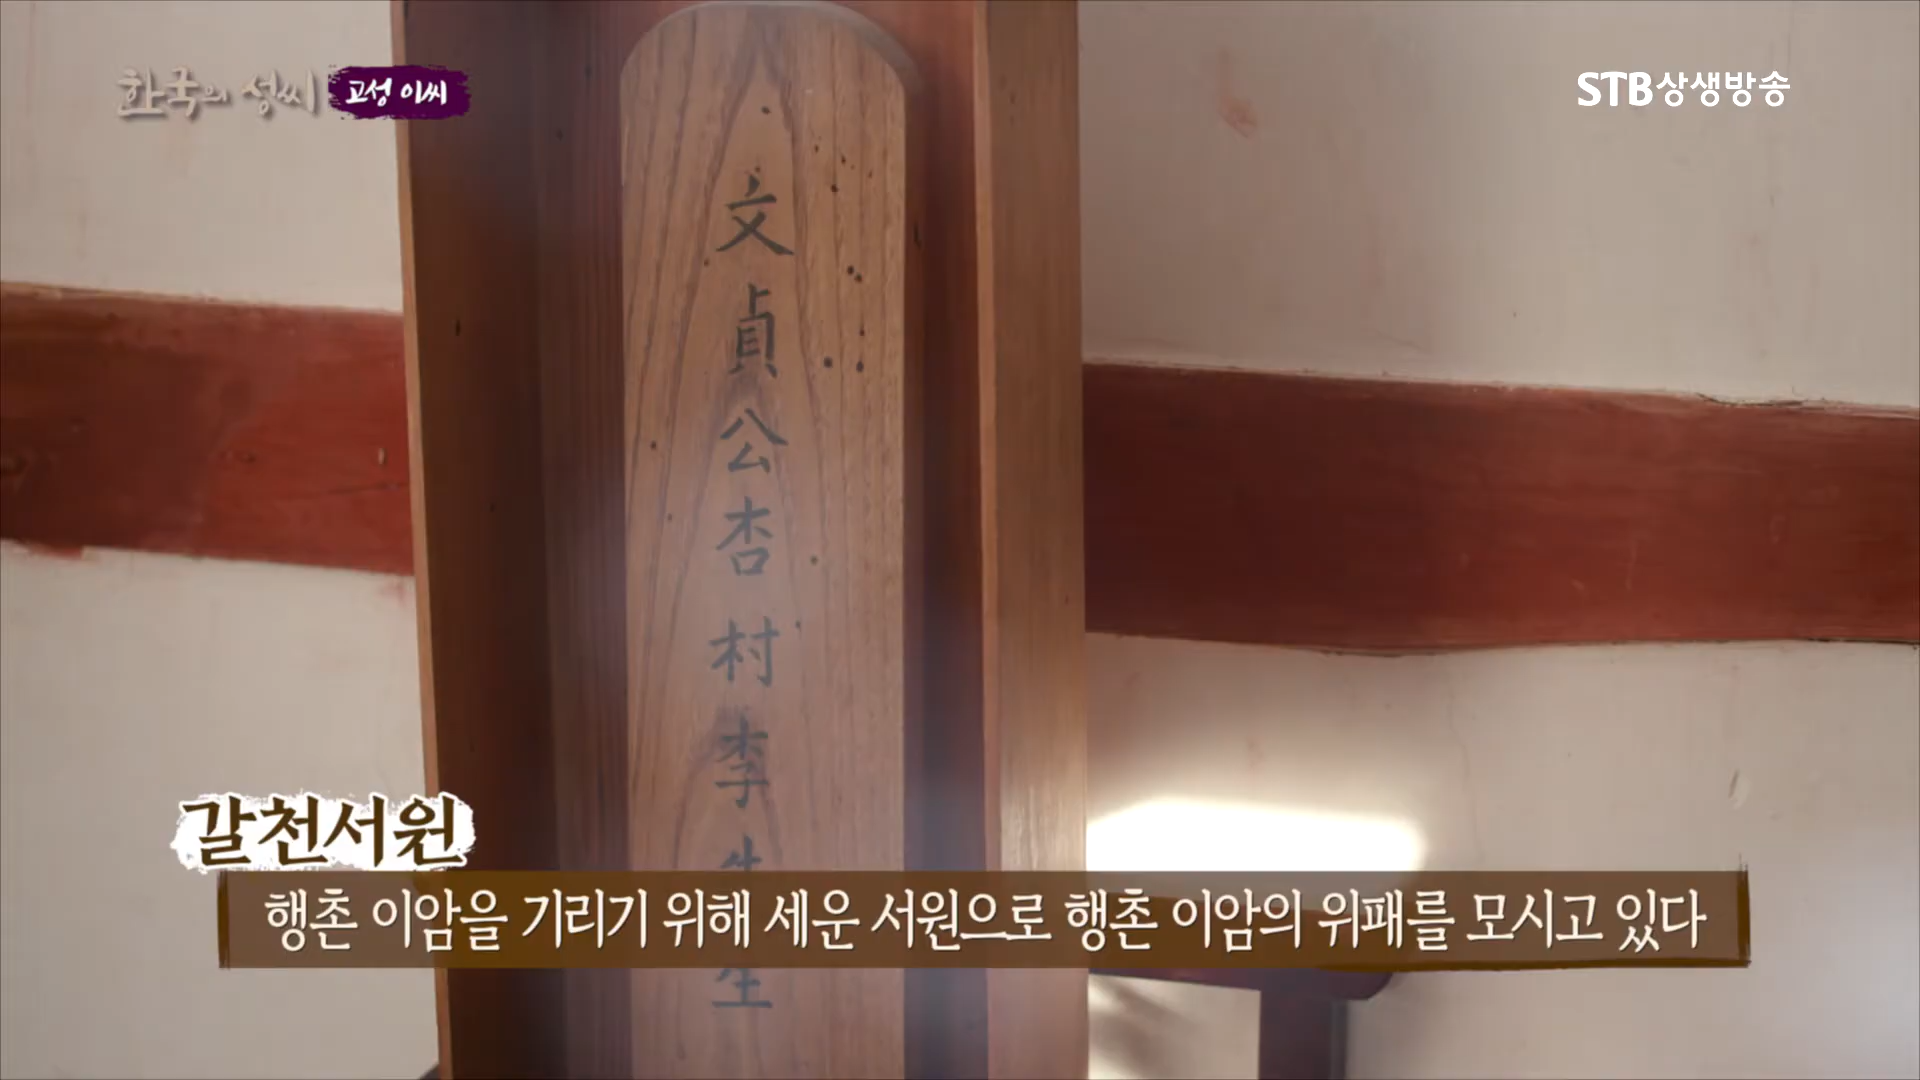 한국의 성씨 고성 이씨
STB상생방송
文貞公杏村李先生
갈천서원
행촌 이암을 기리기 위해 세운 서원으로 행촌 이암의 위패를 모시고 있다